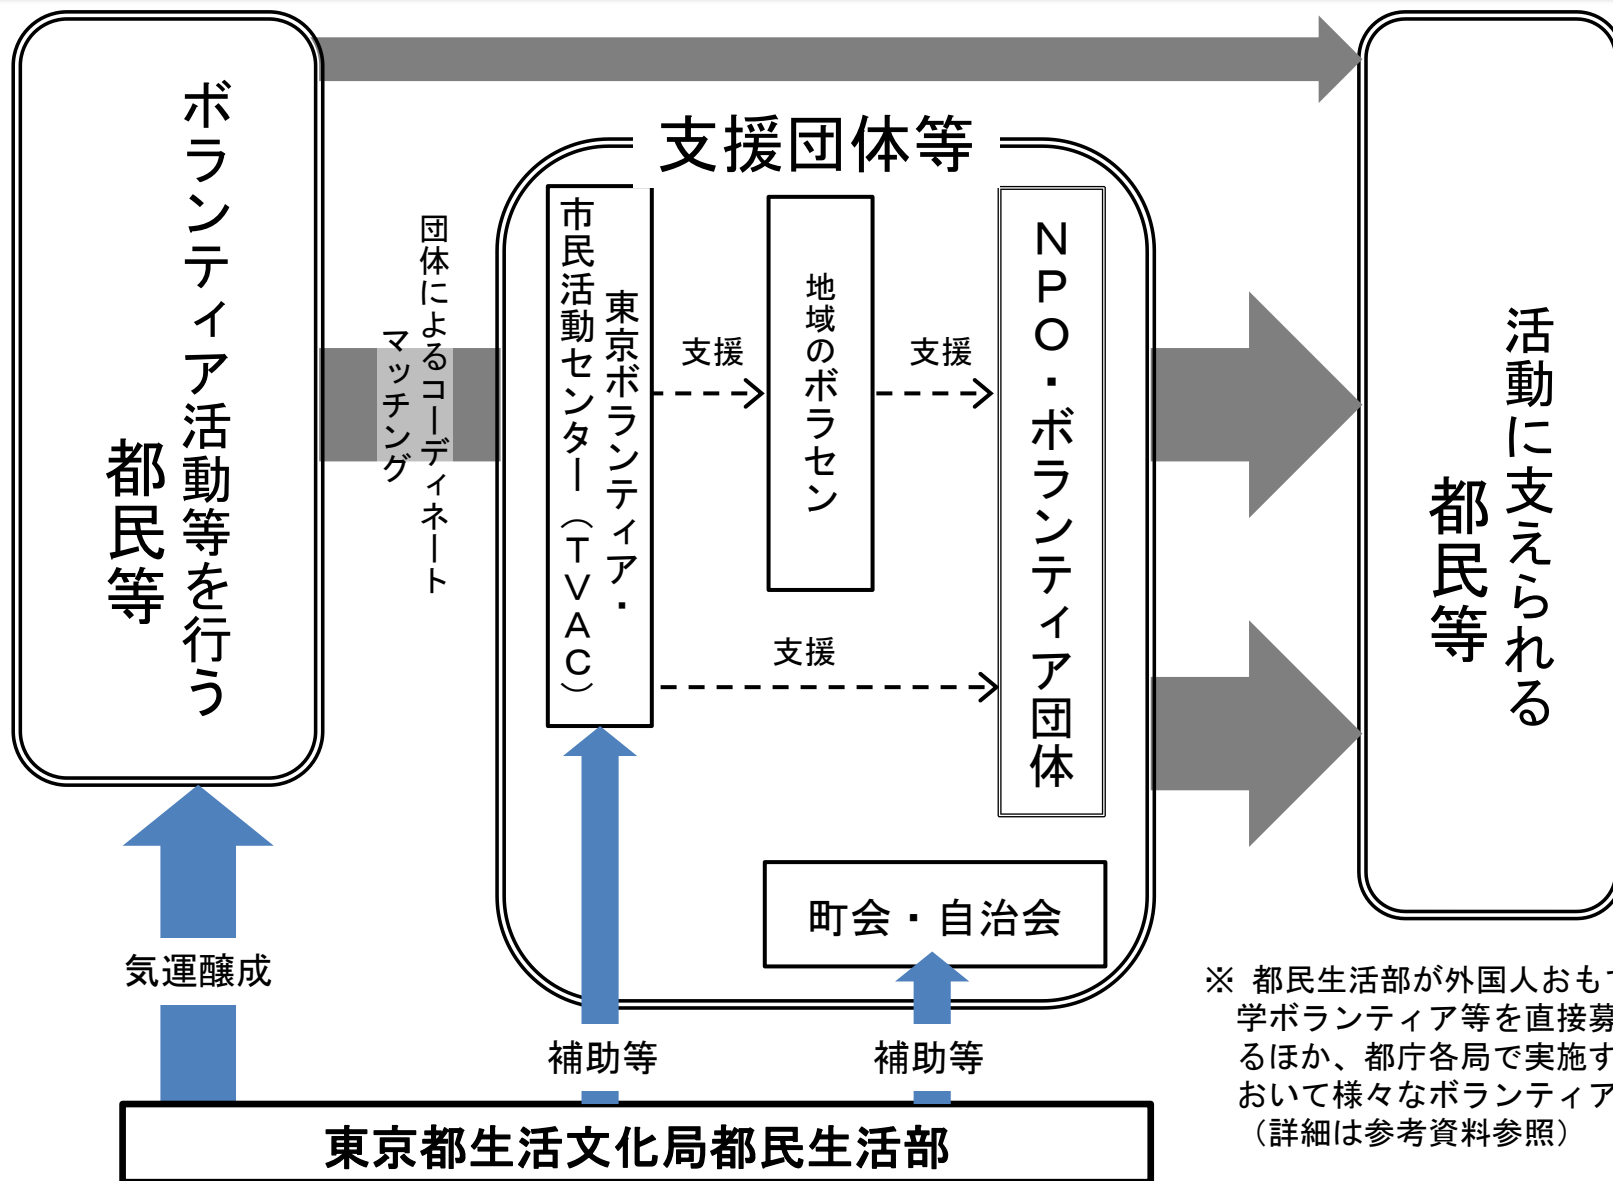 ボランティア活動等を行う
都民等
団体によるコーディネート
マッチング
支援団体等
東京ボランティア・
市民活動センター（ＴＶＡＣ）
支援
地域のボラセン
支援
ＮＰＯ・ボランティア団体
支援
町会・自治会
活動に支えられる
都民等
気運醸成
補助等
補助等
東京都生活文化局都民生活部
※ 都民生活部が外国人おも
学ボランティア等を直接募
るほか、都庁各局で実施す
おいて様々なボランティア
（詳細は参考資料参照）